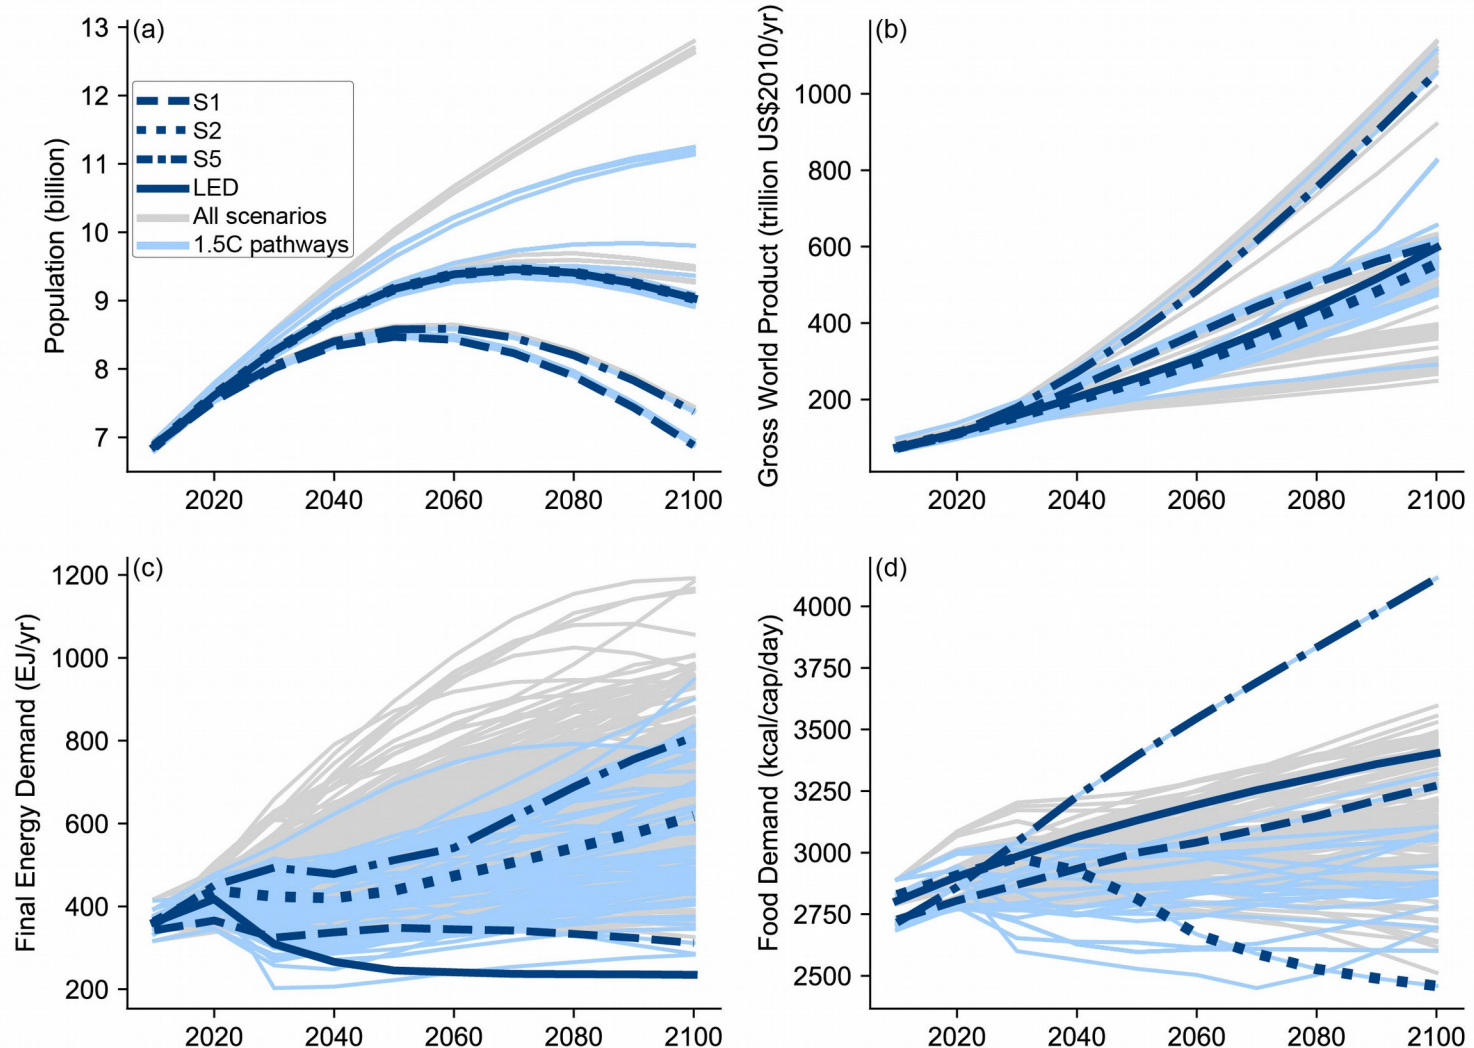 (a)
Population (billion)
13
12
11
10
9
8
7
S1
S2
S5
LED
All scenarios
1.5C pathways
2020 2040 2060 2080 2100
(b)
Gross World Product (trillion US$2010/yr)
1000
800
600
400
200
2020 2040 2060 2080 2100
(c)
Final Energy Demand (EJ/yr)
1200
1000
800
600
400
200
2020 2040 2060 2080 2100
(d)
Food Demand (kcal/cap/day)
4000
3750
3500
3250
3000
2750
2500
2020 2040 2060 2080 2100